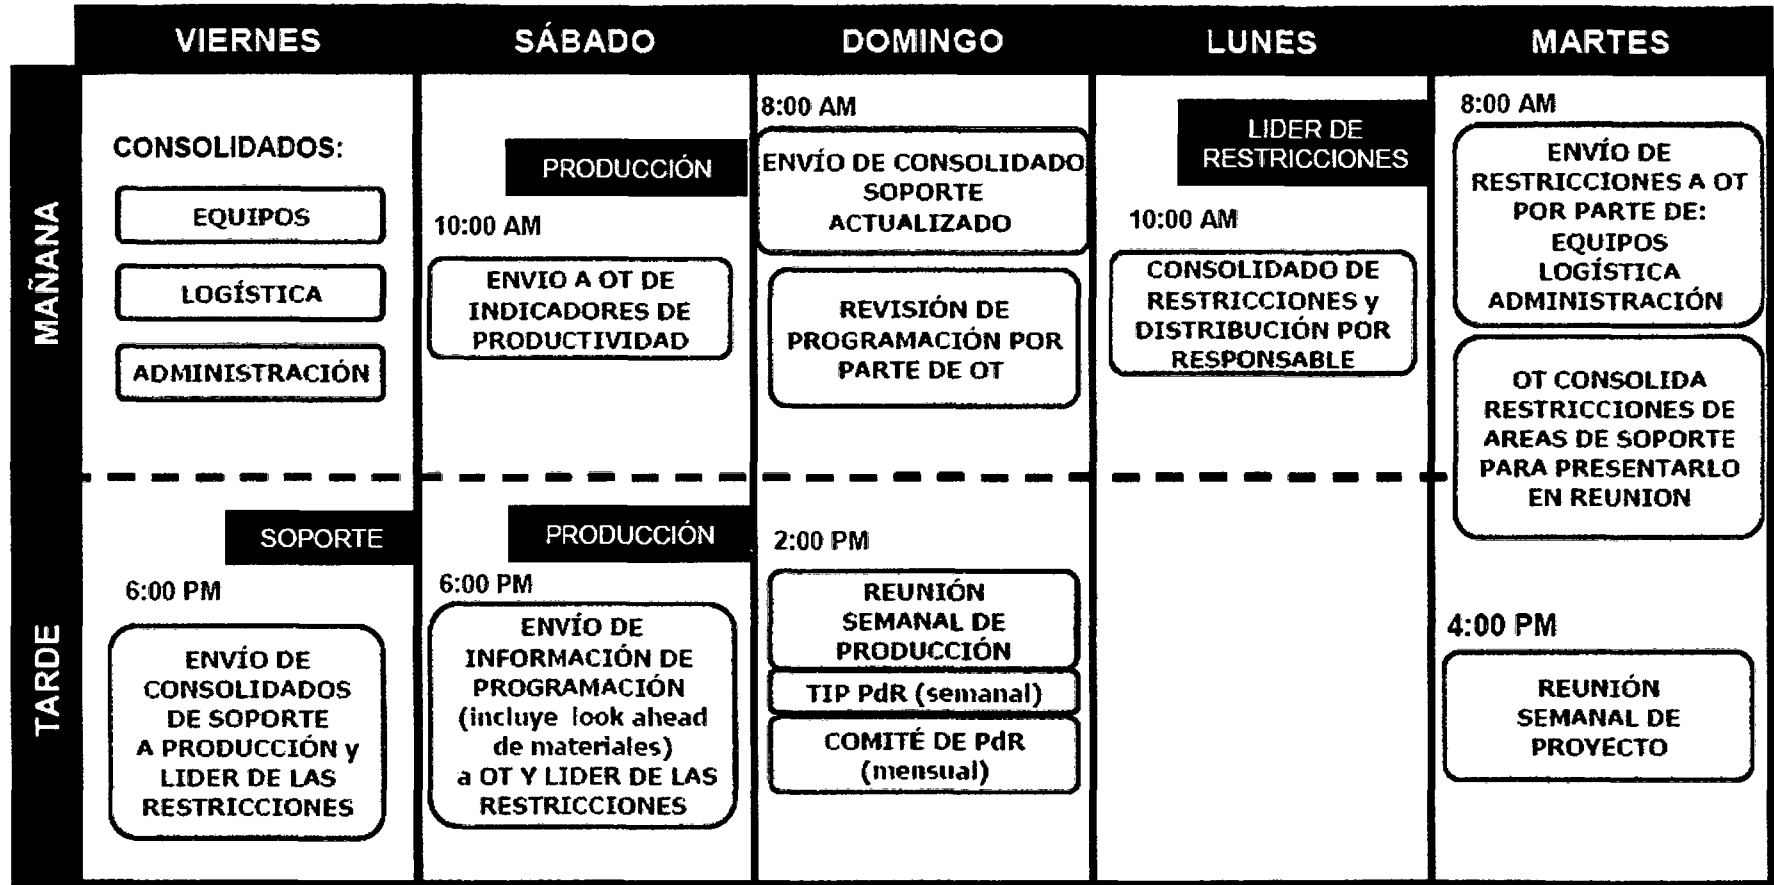 VIERNES
SÁBADO
DOMINGO
LUNES
MARTES
MAÑANA
CONSOLIDADOS:
EQUIPOS
LOGÍSTICA
ADMINISTRACIÓN
PRODUCCIÓN
10:00 AM
ENVIO A OT DE
INDICADORES DE
PRODUCTIVIDAD
8:00 AM
ENVÍO DE CONSOLIDADO
SOPORTE
ACTUALIZADO
REVISIÓN DE
PROGRAMACIÓN POR
PARTE DE OT
LIDER DE
RESTRICCIONES
10:00 AM
CONSOLIDADO DE
RESTRICCIONES y
DISTRIBUCIÓN POR
RESPONSABLE
8:00 AM
ENVÍO DE
RESTRICCIONES A OT
POR PARTE DE:
EQUIPOS
LOGÍSTICA
ADMINISTRACIÓN
OT CONSOLIDA
RESTRICCIONES DE
AREAS DE SOPORTE
PARA PRESENTARLO
EN REUNION
TARDE
SOPORTE
6:00 PM
ENVÍO DE
CONSOLIDADOS
DE SOPORTE
A PRODUCCIÓN y
LIDER DE LAS
RESTRICCIONES
PRODUCCIÓN
6:00 PM
ENVÍO DE
INFORMACIÓN DE
PROGRAMACIÓN
(incluye look ahead
de materiales)
a OT Y LIDER DE LAS
RESTRICCIONES
2:00 PM
REUNIÓN
SEMANAL DE
PRODUCCIÓN
TIP PdR (semanal)
COMITÉ DE PdR
(mensual)
4:00 PM
REUNIÓN
SEMANAL DE
PROYECTO